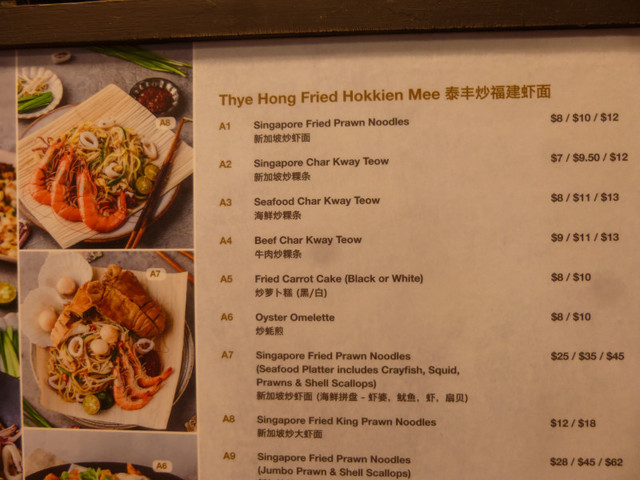 Thye Hong Fried Hokkien Mee 泰丰炒福建虾面
A1 Singapore Fried Prawn Noodles $8 / $10 / $12
新加坡炒虾面
A2 Singapore Char Kway Teow $7 / $9.50 / $12
新加坡炒粿条
A3 Seafood Char Kway Teow $8 / $11 / $13
海鲜炒粿条
A4 Beef Char Kway Teow $9 / $11 / $13
牛肉炒粿条
A5 Fried Carrot Cake (Black or White) $8 / $10
炒萝卜糕 (黑/白)
A6 Oyster Omelette $8 / $10
炒蚝煎
A7 Singapore Fried Prawn Noodles $25 / $35 / $45
(Seafood Platter includes Crayfish, Squid,
Prawns & Shell Scallops)
新加坡炒虾面 (海鲜拼盘 - 虾婆，鱿鱼，虾，扇贝)
A8 Singapore Fried King Prawn Noodles $12 / $18
新加坡炒大虾面
A9 Singapore Fried Prawn Noodles $28 / $45 / $62
(Jumbo Prawn & Shell Scallops)
A8
A7
A6